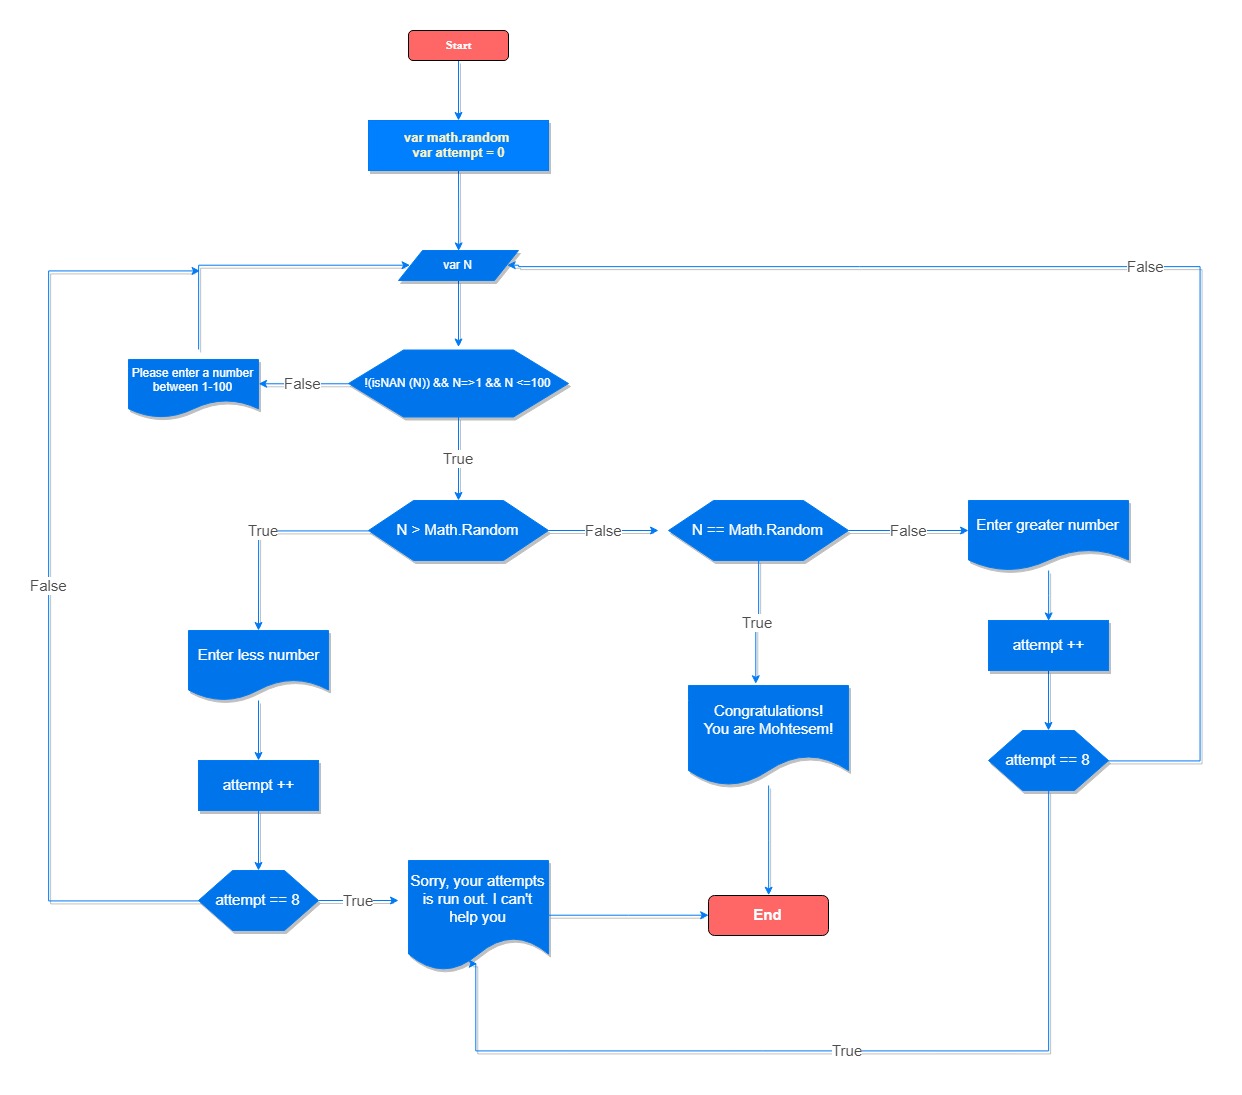 Start
var math.random
var attempt = 0
var N
False
Please enter a number
between 1-100
False
!(isNAN (N)) && N=>1 && N <=100
True
True
N > Math.Random
False
N == Math.Random
False
Enter greater number
False
True
attempt ++
Enter less number
Congratulations!
You are Mohtesem!
attempt == 8
attempt ++
attempt == 8
True
Sorry, your attempts
is run out. I can't
help you
End
True